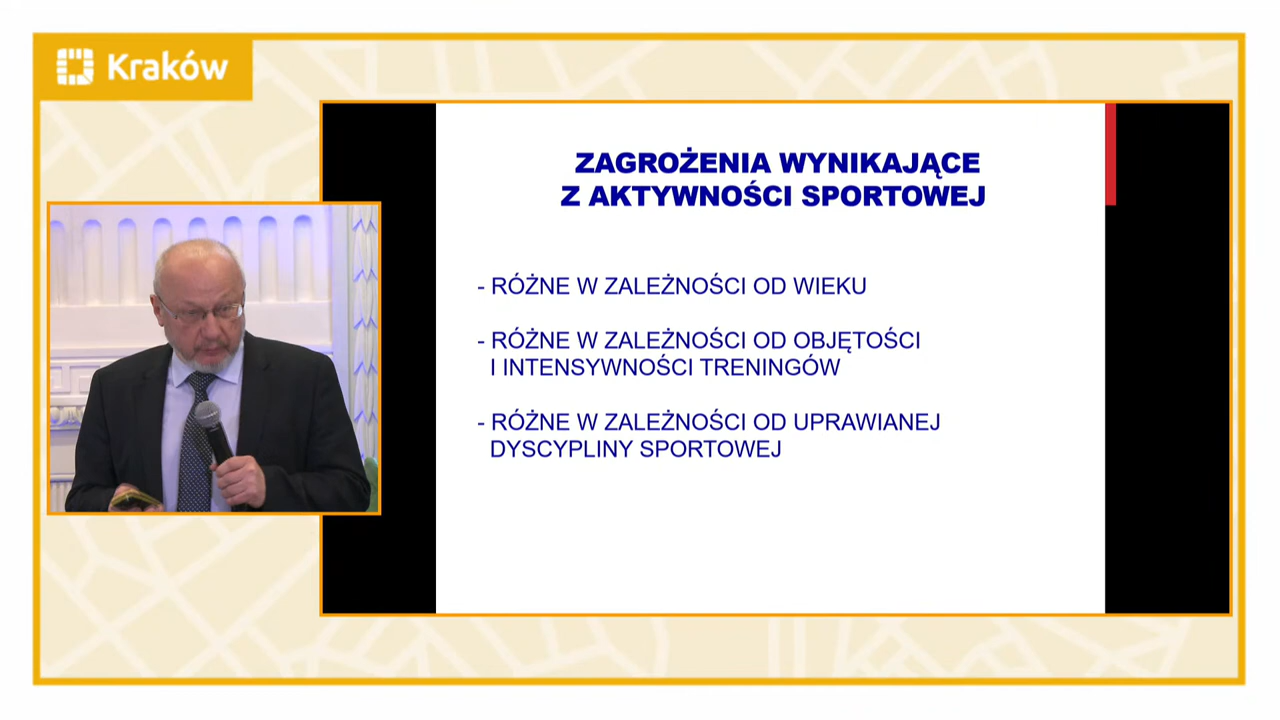 Kraków
ZAGROŻENIA WYNIKAJĄCE
Z AKTYWNOŚCI SPORTOWEJ
- RÓŻNE W ZALEŻNOŚCI OD WIEKU
- RÓŻNE W ZALEŻNOŚCI OD OBJĘTOŚCI
I INTENSYWNOŚCI TRENINGÓW
- RÓŻNE W ZALEŻNOŚCI OD UPRAWIANEJ
DYSCYPLINY SPORTOWEJ